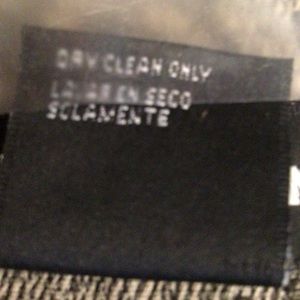 DRY CLEAN ONLY
LAVAR EN SECO
SOLAMENTE